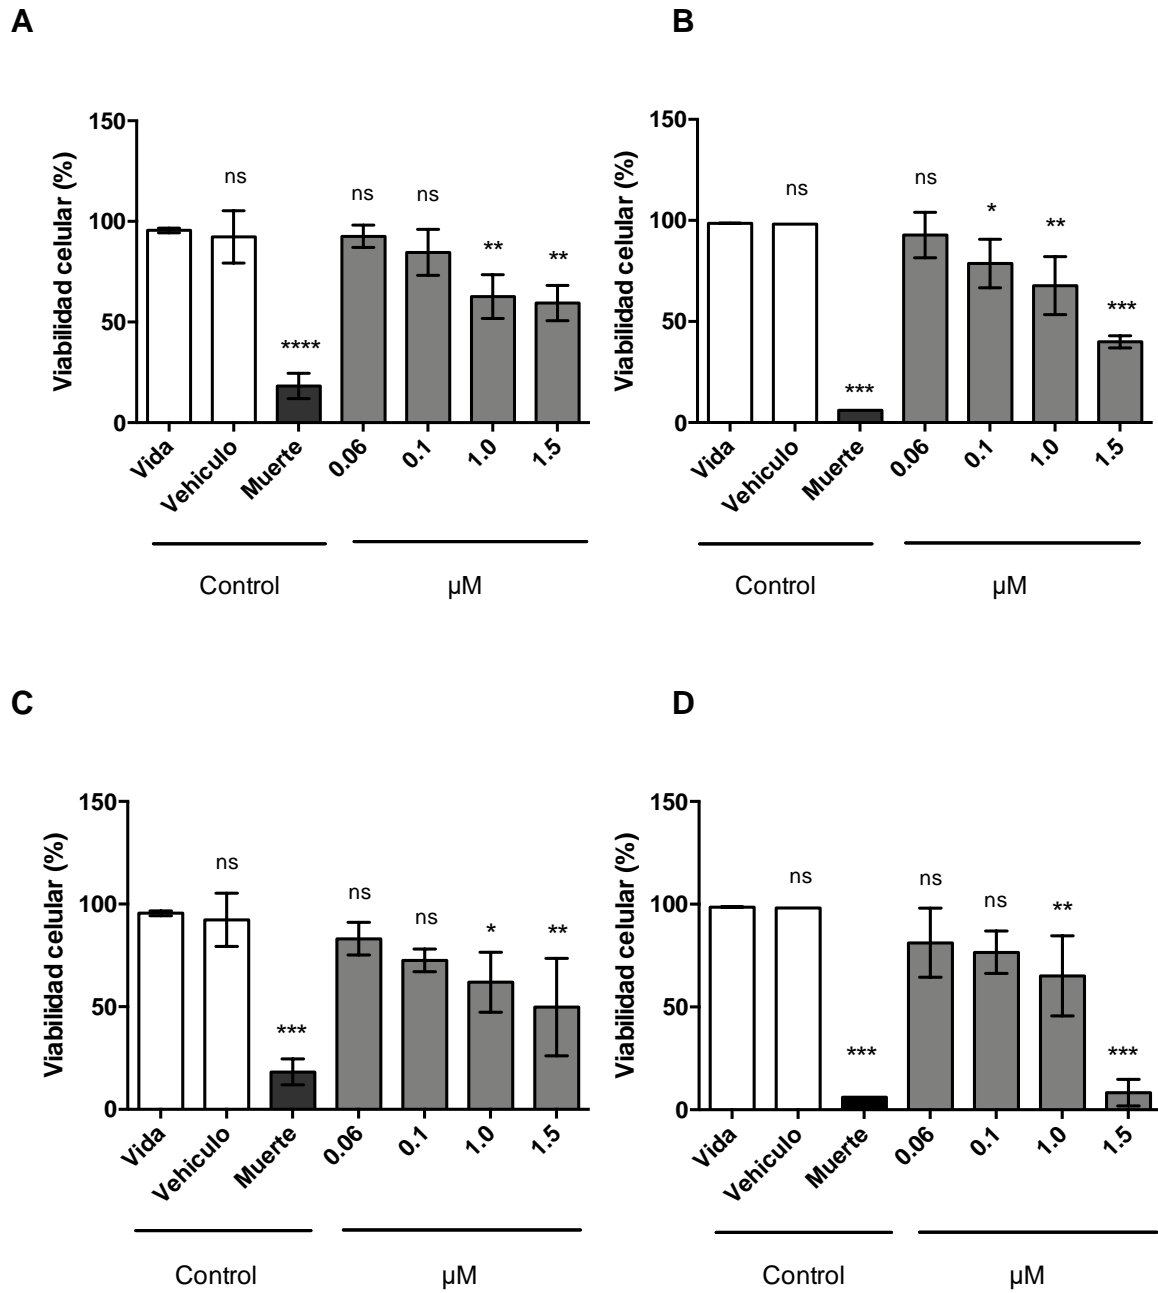 A
Viabilidad celular (%)
150
100
50
0
ns
****
ns
ns
**
**
Vida
Vehiculo
Muerte
0.06
0.1
1.0
1.5
Control
µM
B
Viabilidad celular (%)
150
100
50
0
ns
***
ns
*
**
***
Vida
Vehiculo
Muerte
0.06
0.1
1.0
1.5
Control
µM
C
Viabilidad celular (%)
150
100
50
0
ns
***
ns
ns
*
**
Vida
Vehiculo
Muerte
0.06
0.1
1.0
1.5
Control
µM
D
Viabilidad celular (%)
150
100
50
0
ns
***
ns
ns
**
***
Vida
Vehiculo
Muerte
0.06
0.1
1.0
1.5
Control
µM